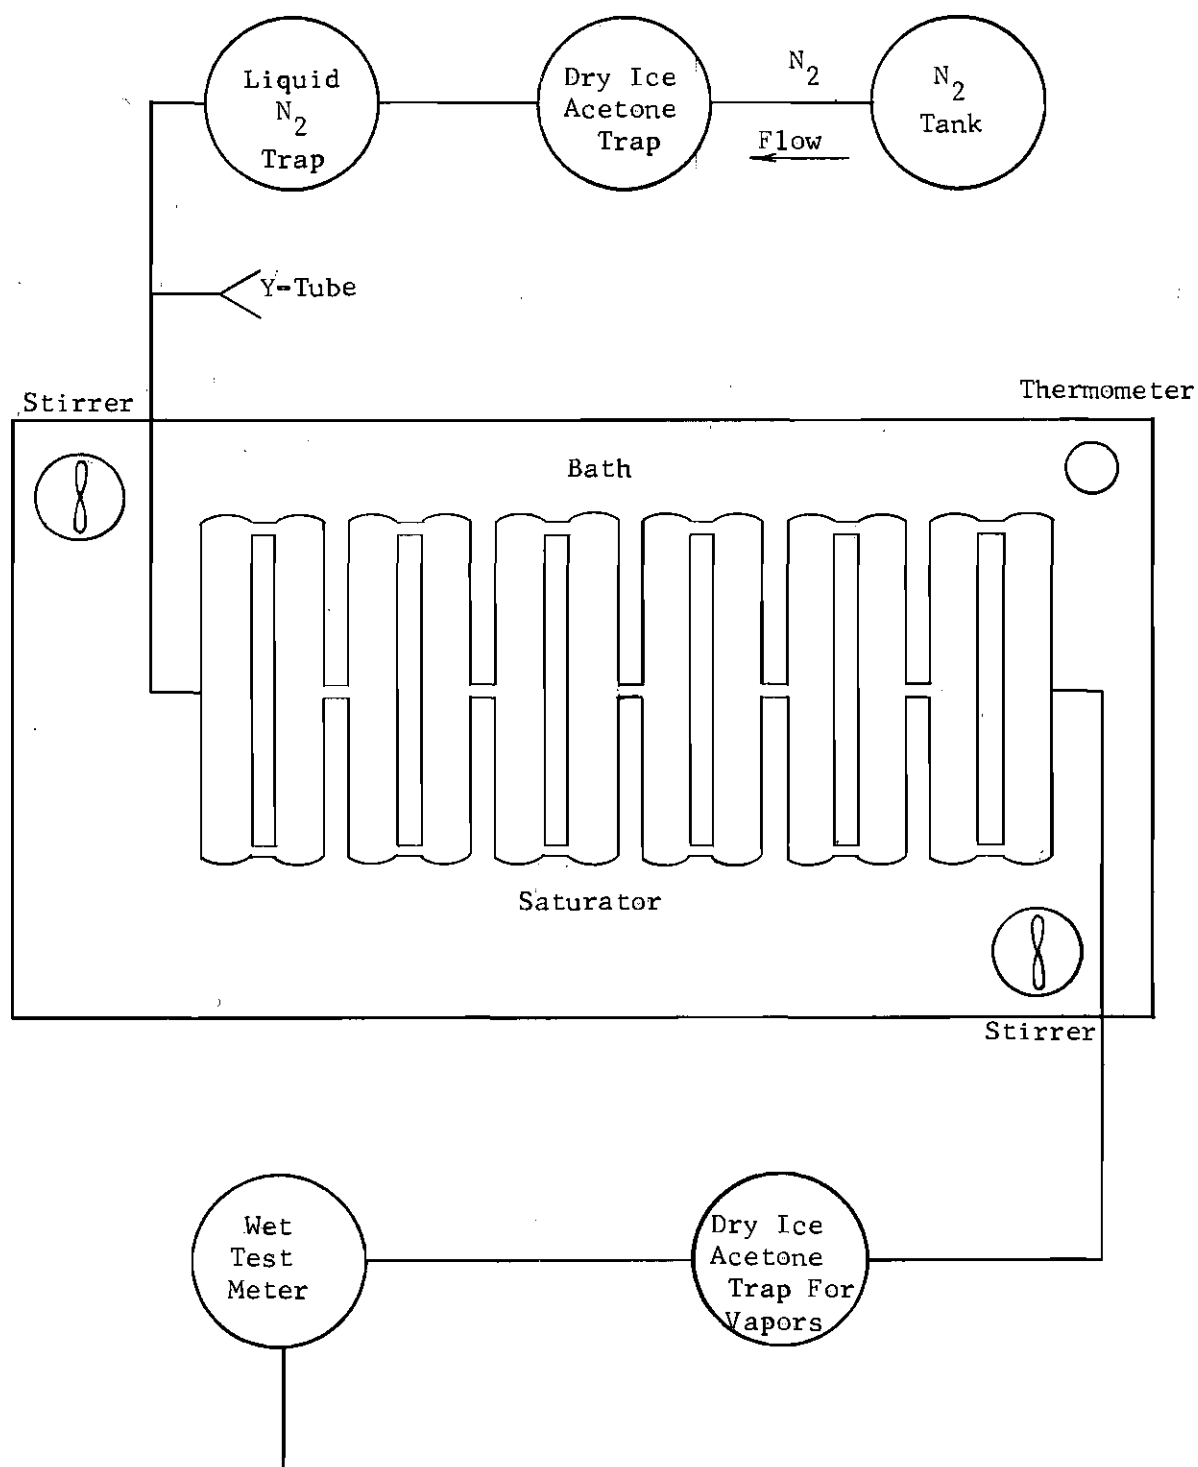 Liquid
N2
Trap
Dry Ice
Acetone
Trap
N2
Flow
N2
Tank
Y-Tube
Stirrer
Thermometer
Bath
Saturator
Stirrer
Wet
Test
Meter
Dry Ice
Acetone
Trap For
Vapors